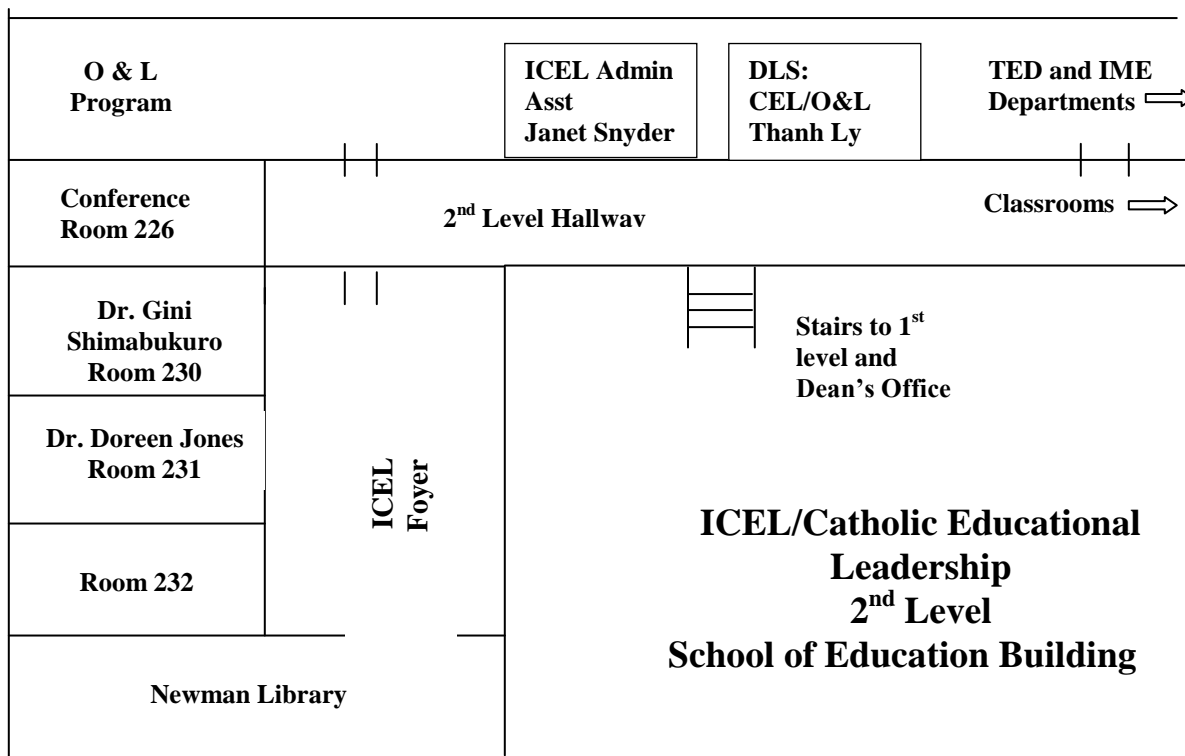 O & L
Program
ICEL Admin
Asst
Janet Snyder
DLS:
CEL/O&L
Thanh Ly
TED and IME
Departments
Conference
Room 226
2nd Level Hallway
Classrooms
Dr. Gini
Shimabukuro
Room 230
Stairs to 1st
level and
Dean’s Office
Dr. Doreen Jones
Room 231
ICEL
Foyer
Room 232
ICEL/Catholic Educational
Leadership
2nd Level
School of Education Building
Newman Library